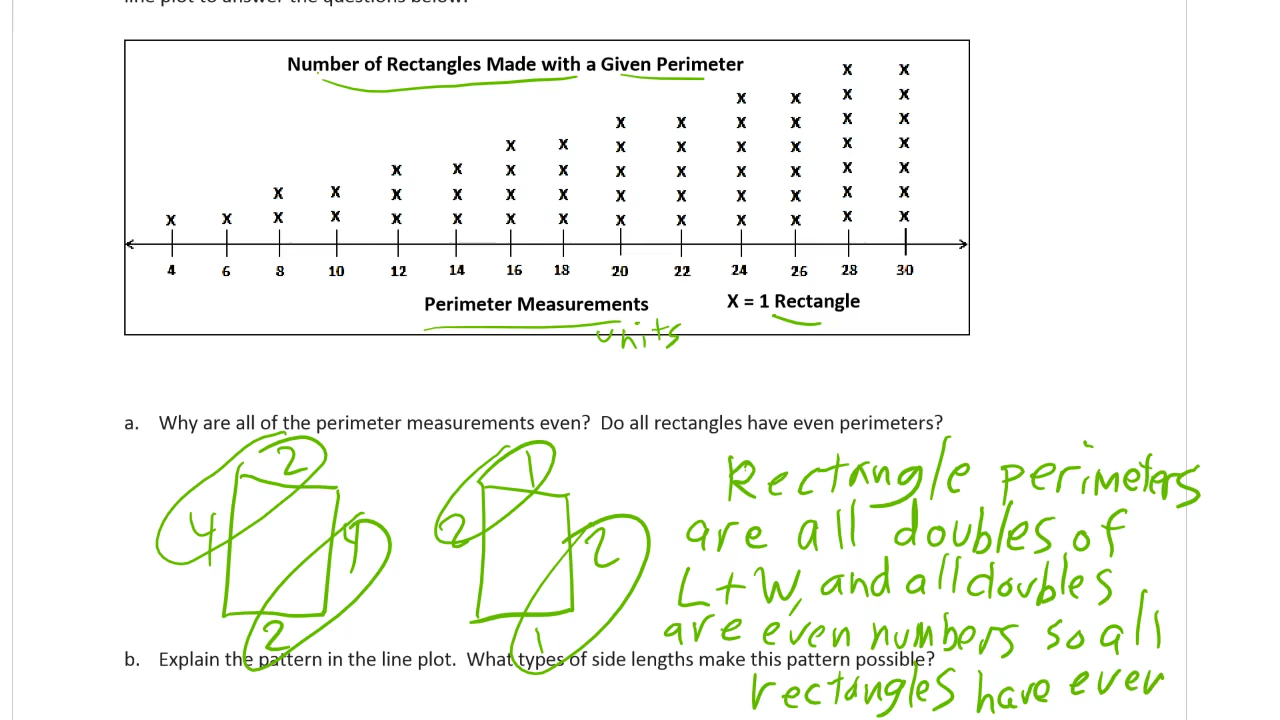 line plot to answer the questions below.
Number of Rectangles Made with a Given Perimeter
X X
X X X X
X X X X X X
X X X X X X X X
X X X X X X X X X X
X X X X X X X X X X X X
X X X X X X X X X X X X X X
4 6 8 10 12 14 16 18 20 22 24 26 28 30
Perimeter Measurements X = 1 Rectangle
units
a. Why are all of the perimeter measurements even? Do all rectangles have even perimeters?
2 1
4 4 2 2
2 1
Rectangle perimeters
are all doubles of
L + W, and all doubles
are even numbers so all
b. Explain the pattern in the line plot. What types of side lengths make this pattern possible?
rectangles have even